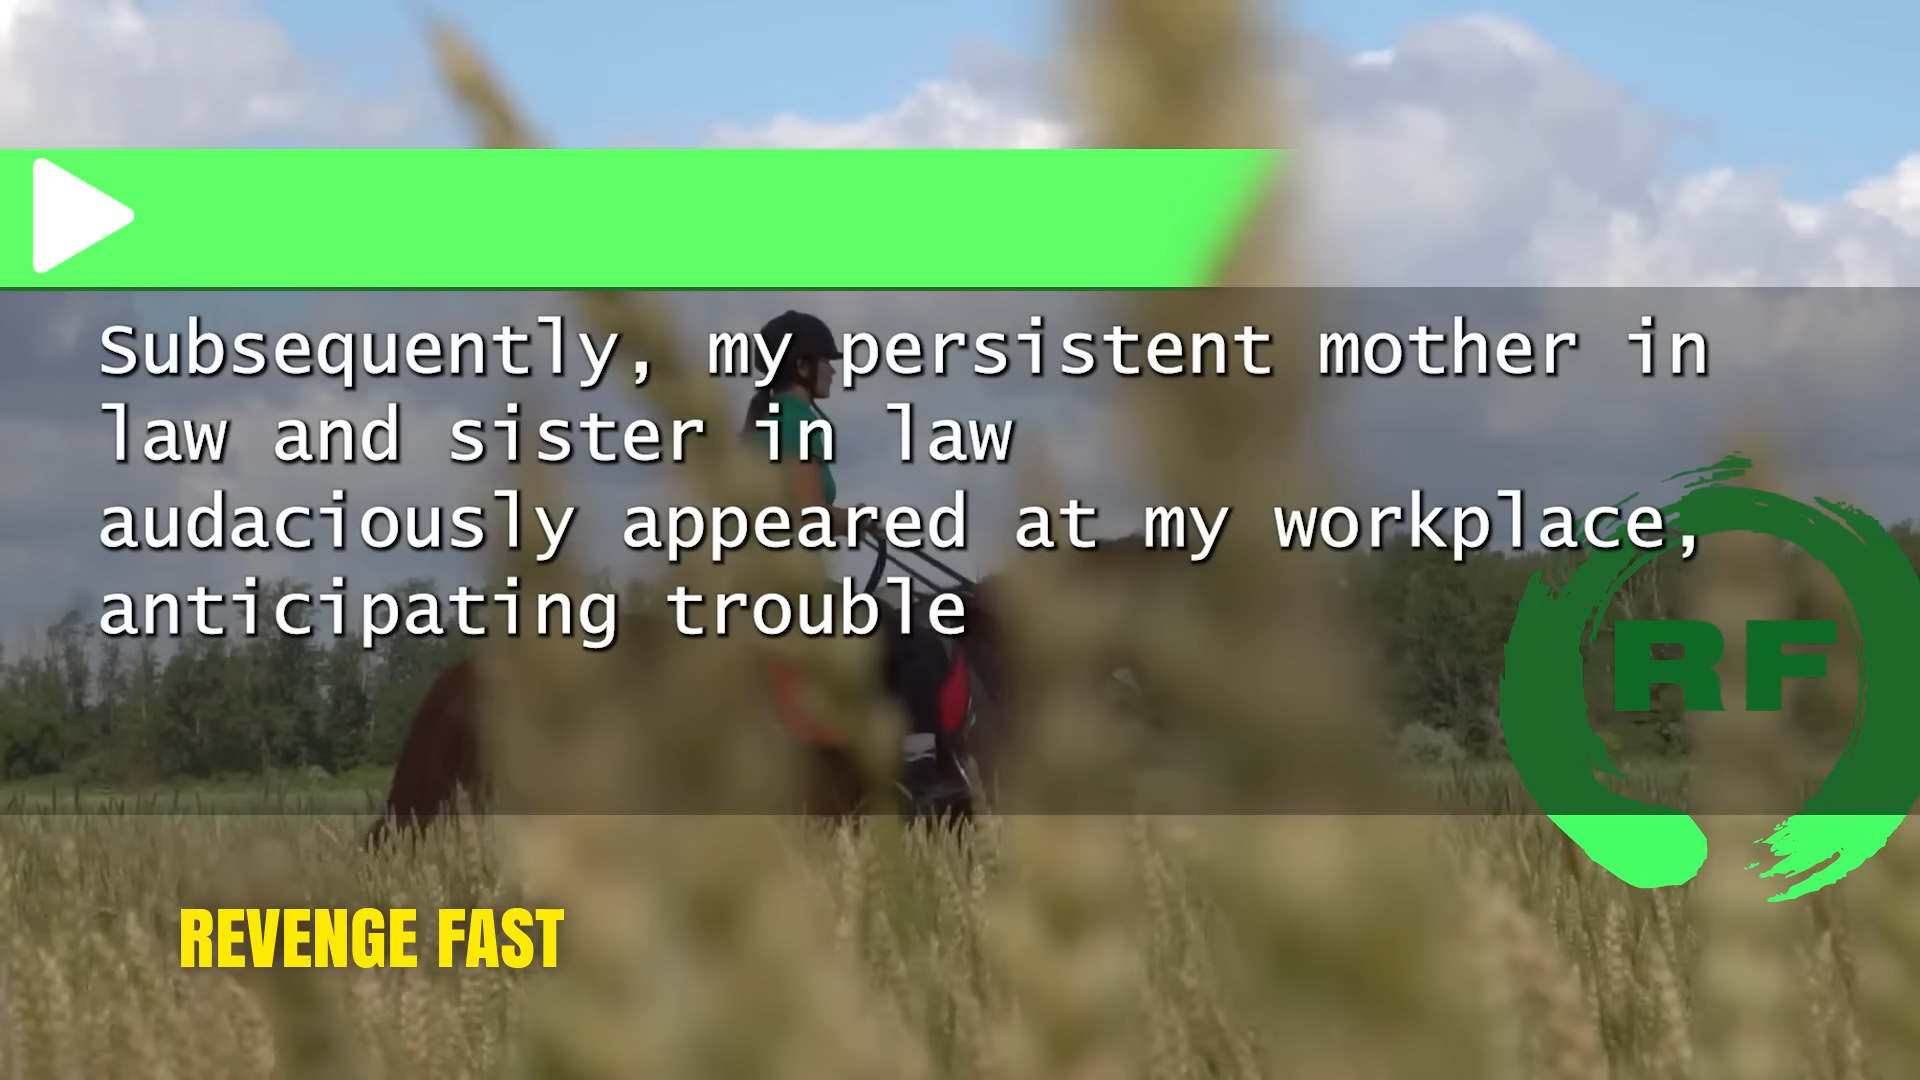 Subsequently, my persistent mother in
law and sister in law
audaciously appeared at my workplace,
anticipating trouble
RF
REVENGE FAST